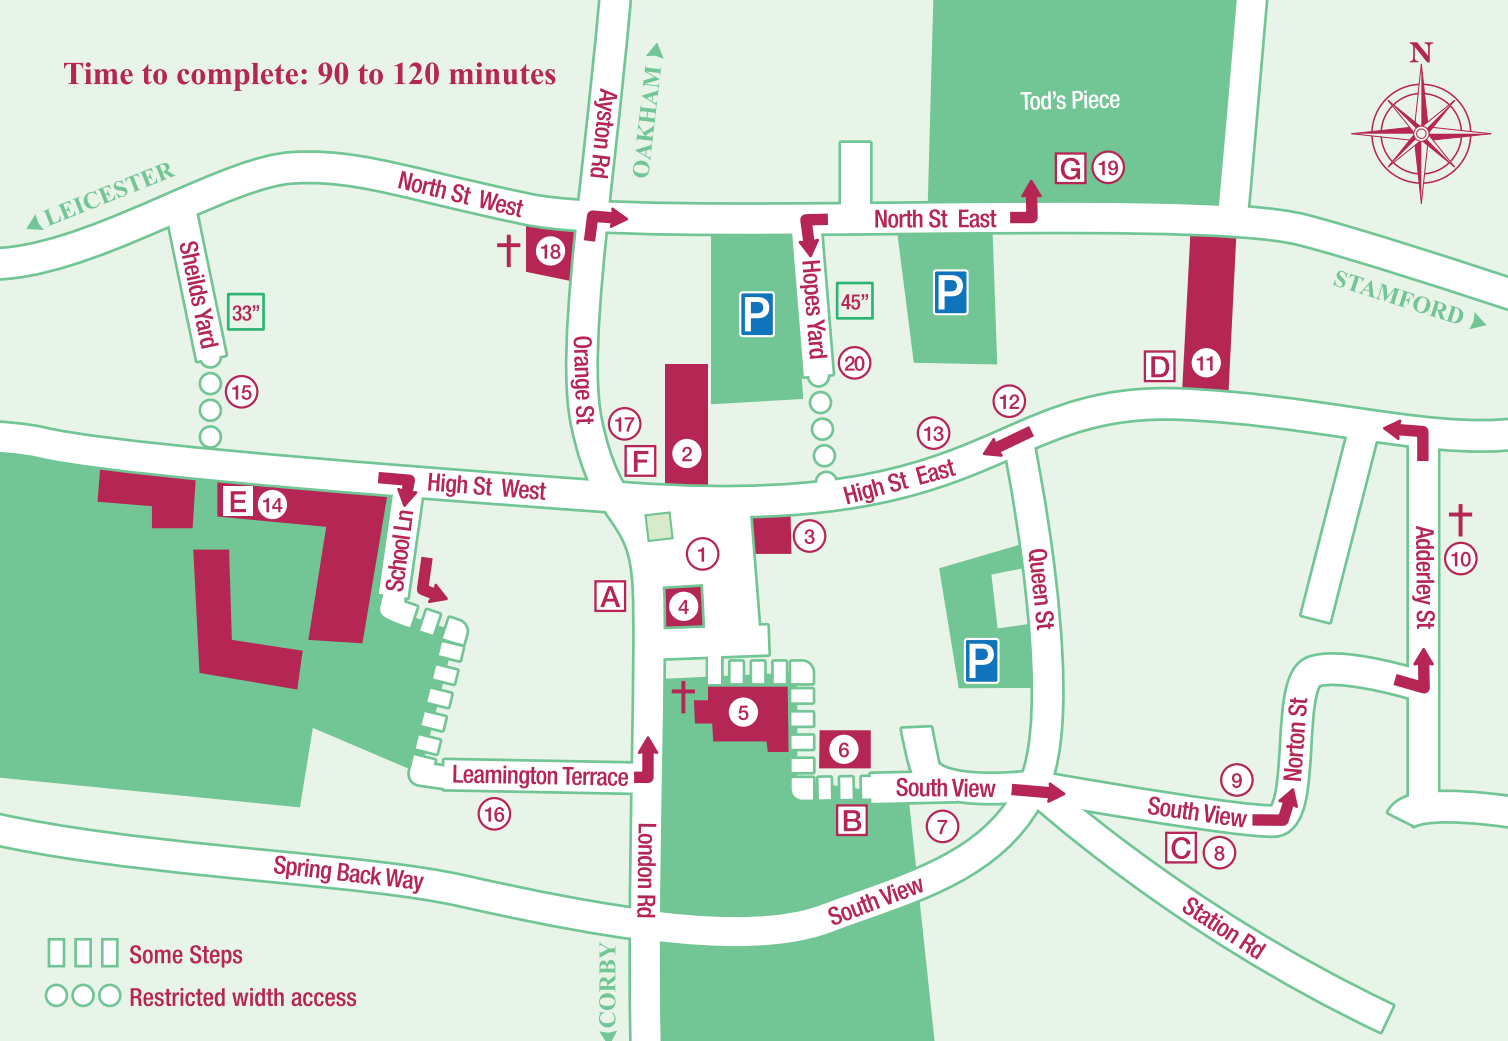 Time to complete: 90 to 120 minutes
N
Ayston Rd
OAKHAM
Tod's Piece
G 19
LEICESTER
North St West
North St East
18
Sheilds Yard
33”
Hopes Yard
45”
P
P
STAMFORD
15
Orange St
20
D
11
17
F
2
12
13
High St West
High St East
E 14
School Ln
1
3
A
4
Queen St
Adderley St
10
P
5
6
Norton St
Leamington Terrace
16
South View
B
7
9
South View
C 8
London Rd
Spring Back Way
South View
Station Rd
CORBY
Some Steps
Restricted width access